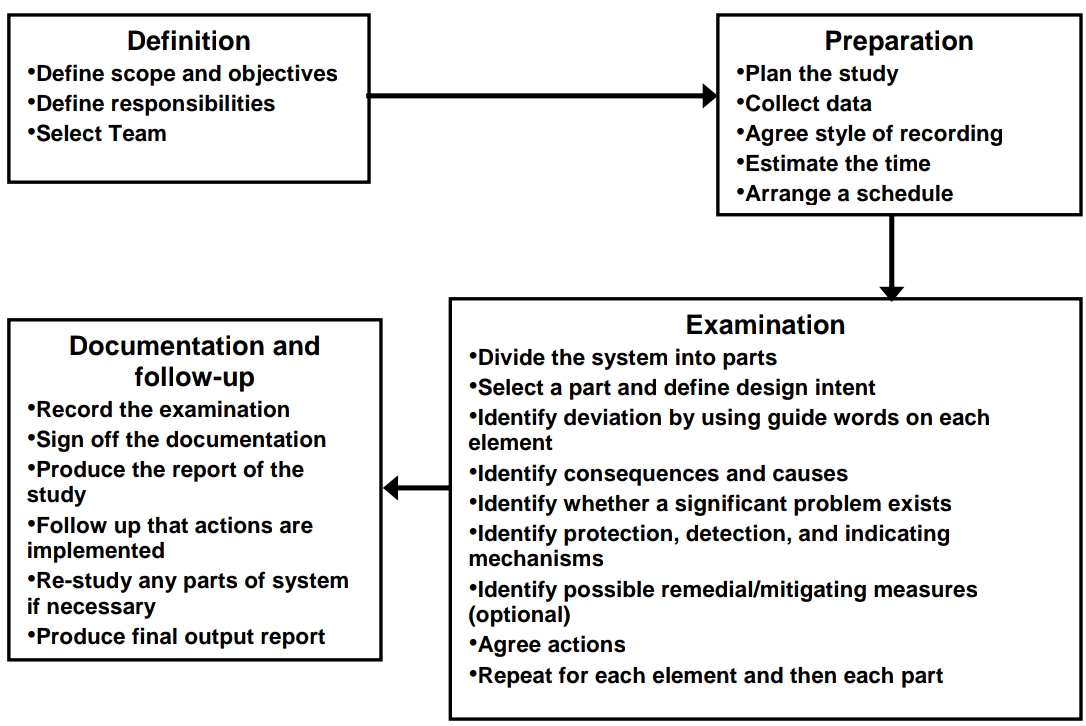 Definition
•Define scope and objectives
•Define responsibilities
•Select Team
Preparation
•Plan the study
•Collect data
•Agree style of recording
•Estimate the time
•Arrange a schedule
Examination
•Divide the system into parts
•Select a part and define design intent
•Identify deviation by using guide words on each
element
•Identify consequences and causes
•Identify whether a significant problem exists
•Identify protection, detection, and indicating
mechanisms
•Identify possible remedial/mitigating measures
(optional)
•Agree actions
•Repeat for each element and then each part
Documentation and
follow-up
•Record the examination
•Sign off the documentation
•Produce the report of the
study
•Follow up that actions are
implemented
•Re-study any parts of system
if necessary
•Produce final output report